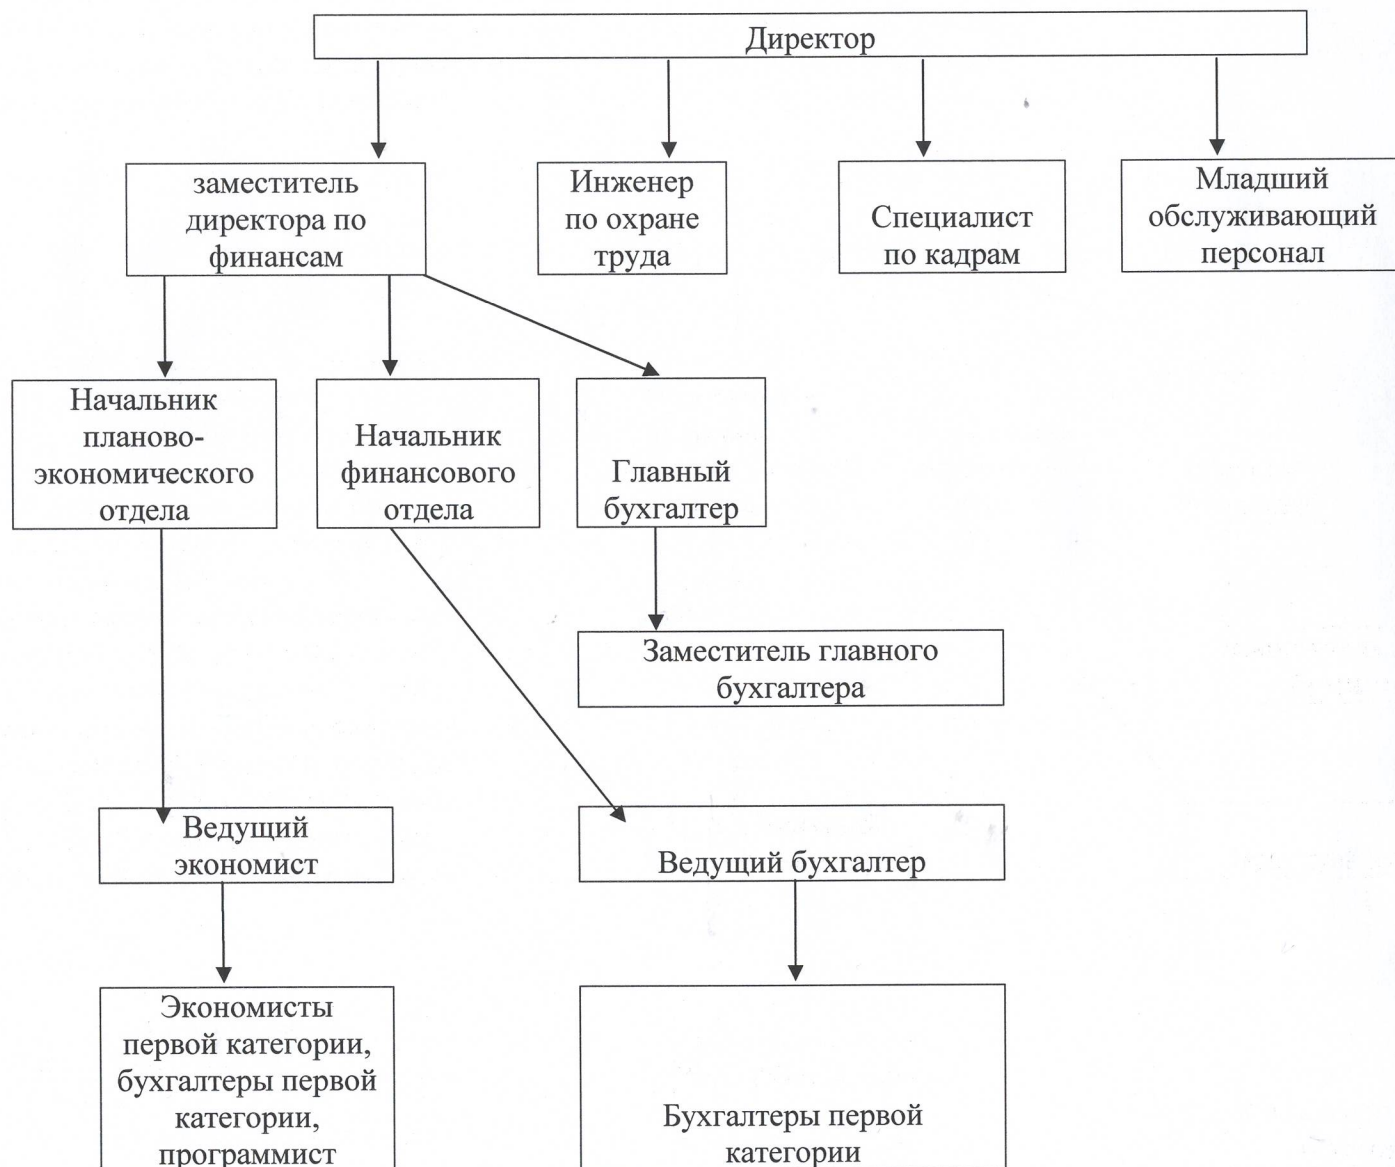 Директор
заместитель
директора по
финансам
Инженер
по охране
труда
Специалист
по кадрам
Младший
обслуживающий
персонал
Начальник
планово-
экономического
отдела
Начальник
финансового
отдела
Главный
бухгалтер
Заместитель главного
бухгалтера
Ведущий
экономист
Ведущий бухгалтер
Экономисты
первой категории,
бухгалтеры первой
категории,
программист
Бухгалтеры первой
категории